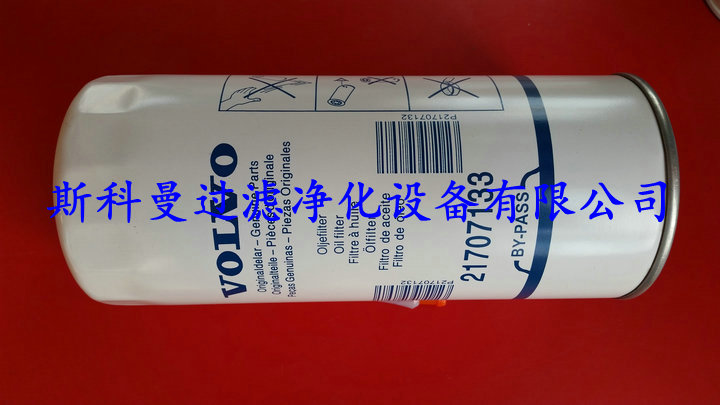 斯科曼过滤净化设备有限公司
VOLVO
Originaldelar – Genuine Parts
Originalteile – Pièces d'origine
Peças Genuinas – Piezas Originales
Oljefilter
Oil filter
Filtre à huile
Ölfilter
Filtro de aceite
Filtro de óleo
P21707132
P21707132
21707133
BY-PASS